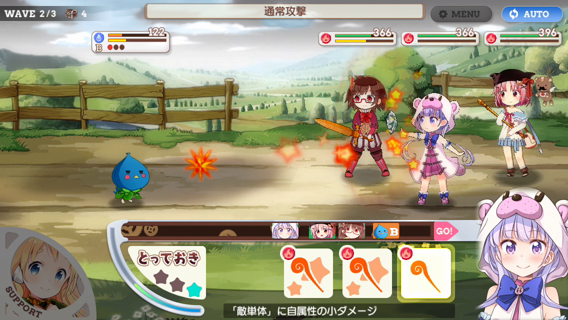 WAVE 2/3 4
通常攻撃
MENU
AUTO
122
B
366
366
396
B
GO!
とっておき
SUPPORT
「敵単体」に自属性の小ダメージ